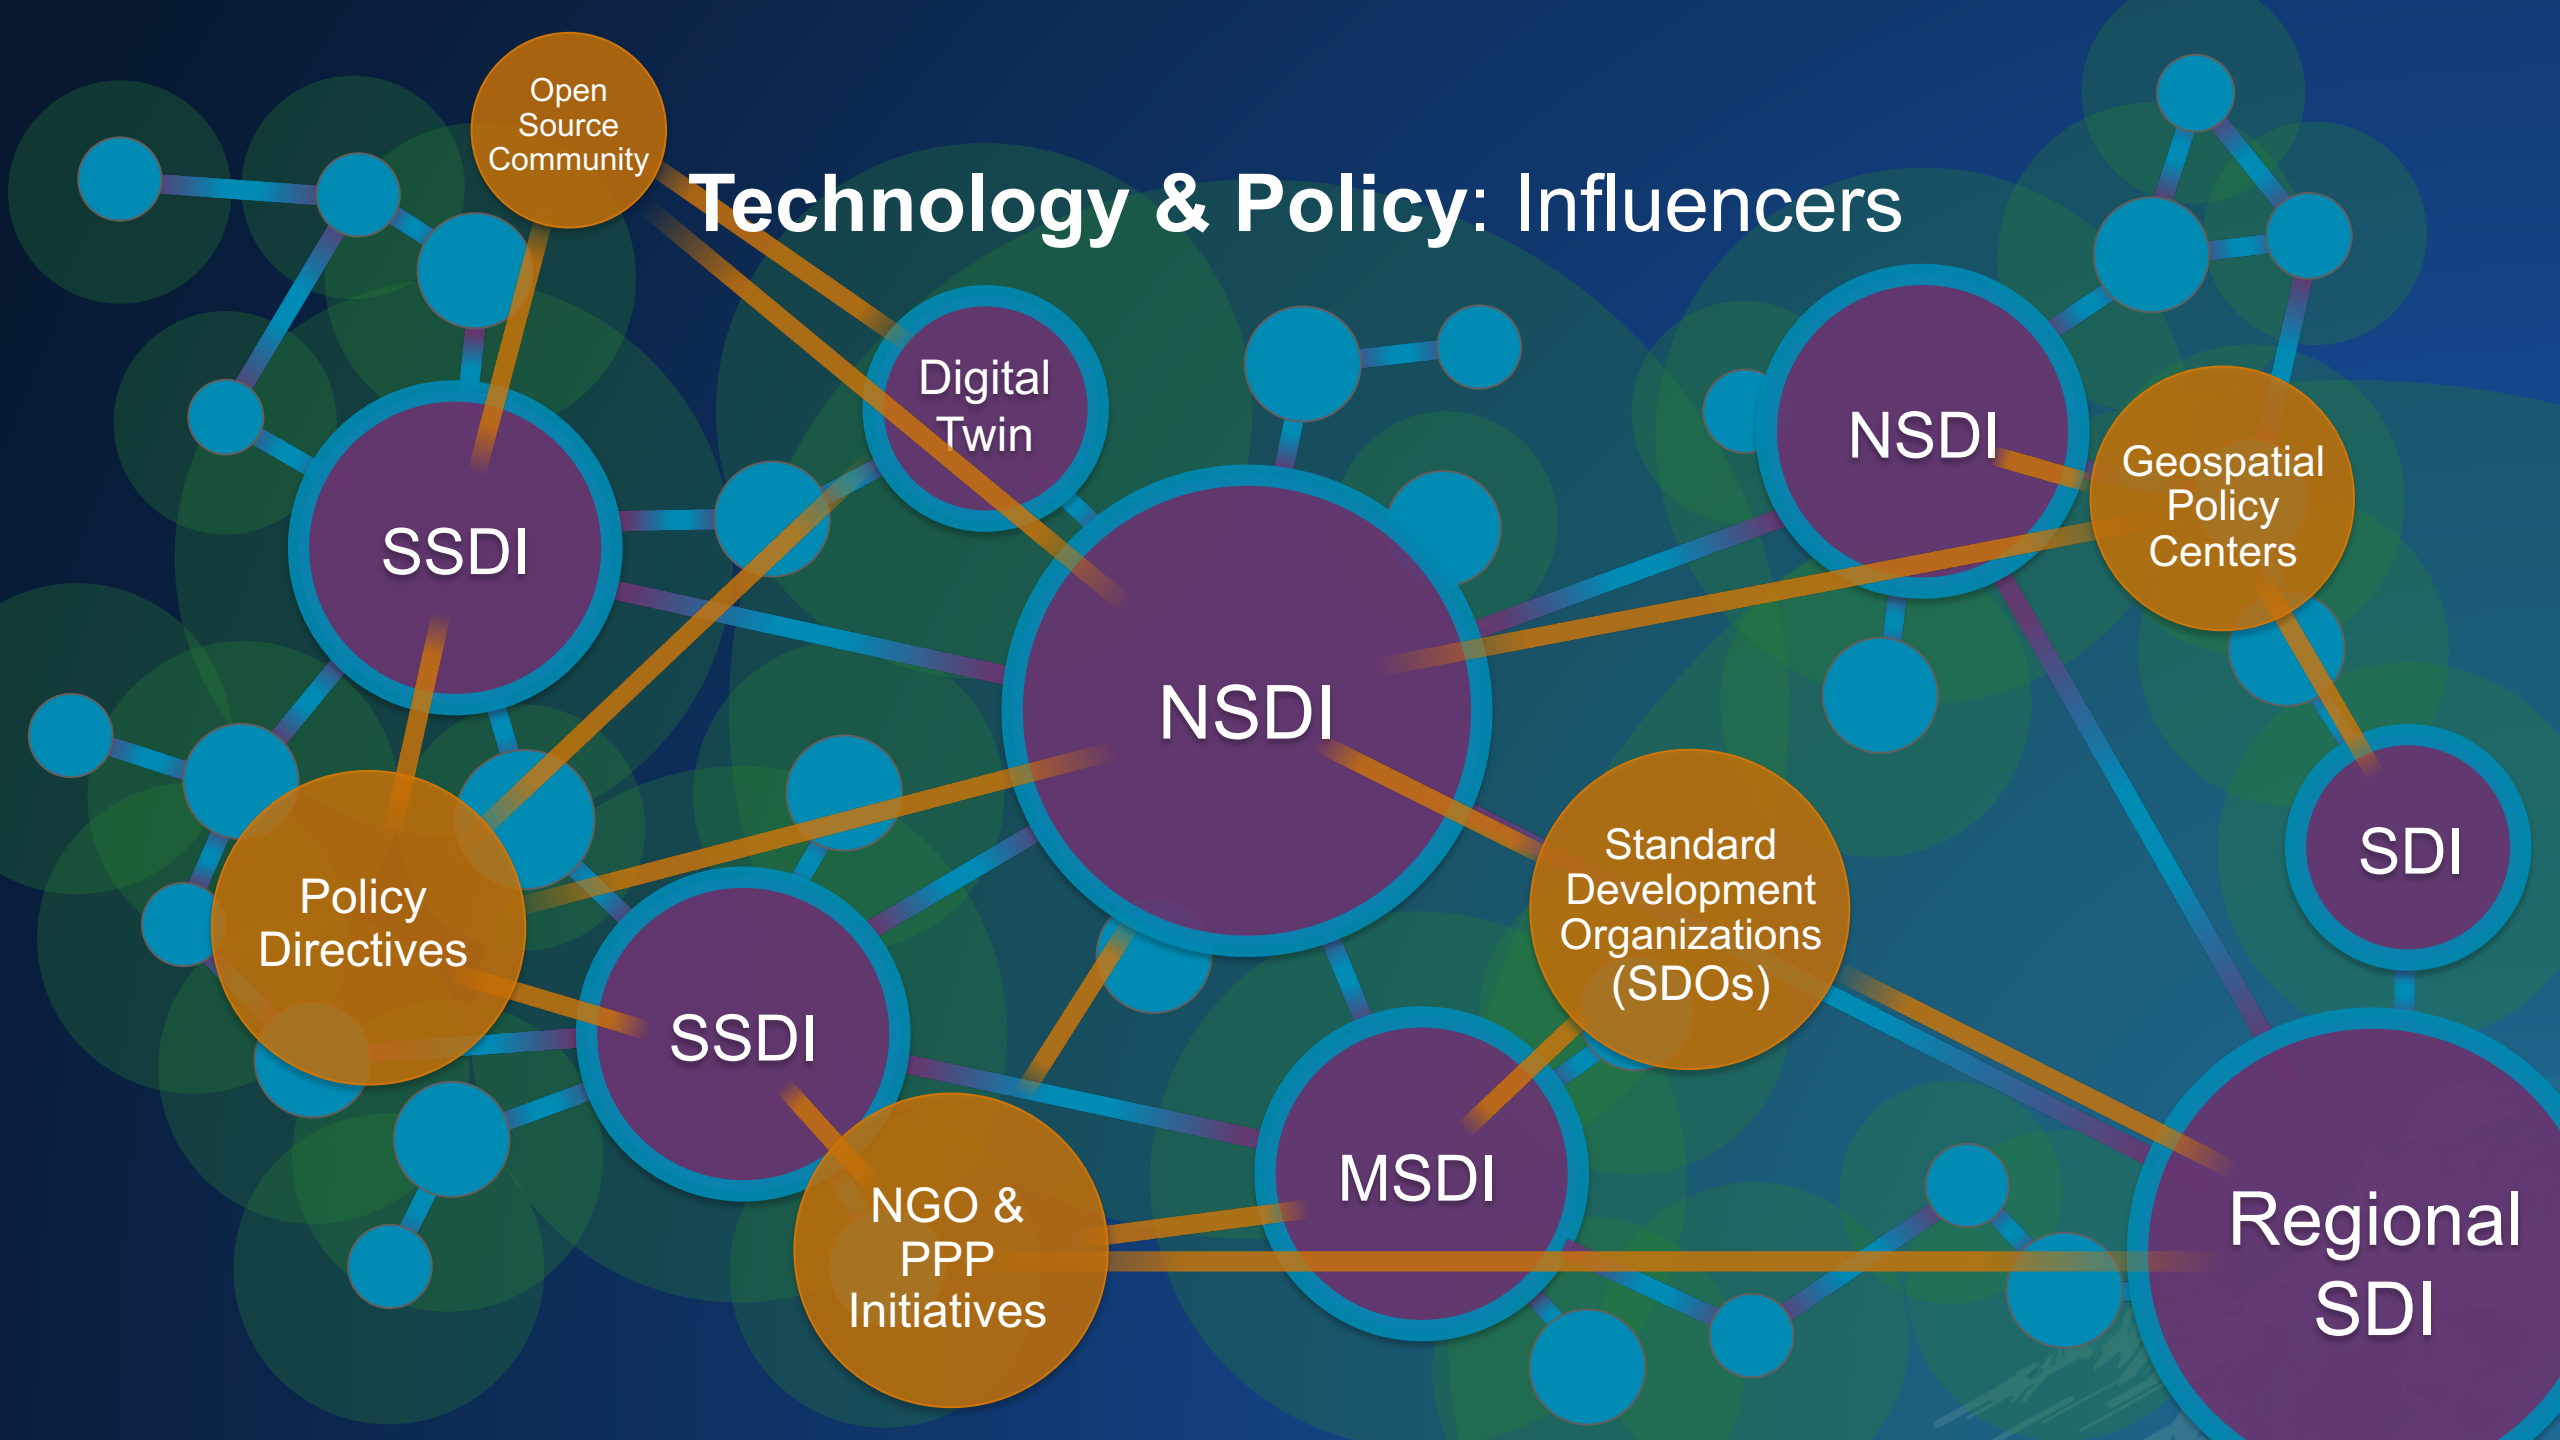 Open
Source
Community
Technology & Policy: Influencers
Digital
Twin
NSDI
Geospatial
Policy
Centers
SSDI
NSDI
Standard
Development
Organizations
(SDOs)
SDI
Policy
Directives
SSDI
MSDI
NGO &
PPP
Initiatives
Regional
SDI